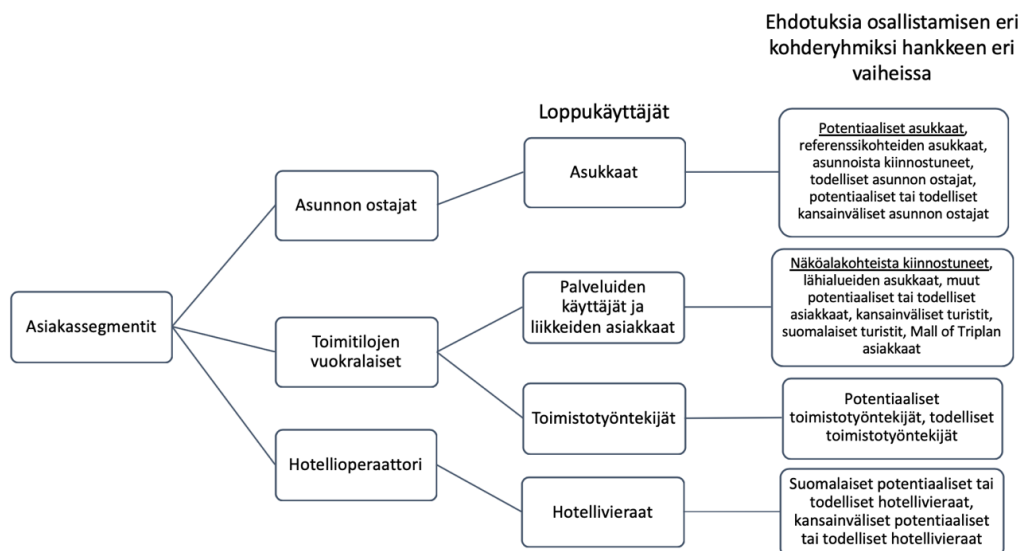 Ehdotuksia osallistamisen eri
kohderyhmiksi hankkeen eri
vaiheissa
Loppukäyttäjät
Potentiaaliset asukkaat,
referenssikohteiden asukkaat,
asunnoista kiinnostuneet,
todelliset asunnon ostajat,
potentiaaliset tai todelliset
kansainväliset asunnon ostajat
Asukkaat
Asunnon ostajat
Näköalakohteista kiinnostuneet,
lähialueiden asukkaat, muut
potentiaaliset tai todelliset
asiakkaat, kansainväliset turistit,
suomalaiset turistit, Mall of Triplan
asiakkaat
Palveluiden
käyttäjät ja
liikkeiden asiakkaat
Asiakassegmentit
Toimitilojen
vuokralaiset
Toimistotyöntekijät
Potentiaaliset
toimistotyöntekijät, todelliset
toimistotyöntekijät
Hotellioperaattori
Hotellivieraat
Suomalaiset potentiaaliset tai
todelliset hotellivieraat,
kansainväliset potentiaaliset
tai todelliset hotellivieraat